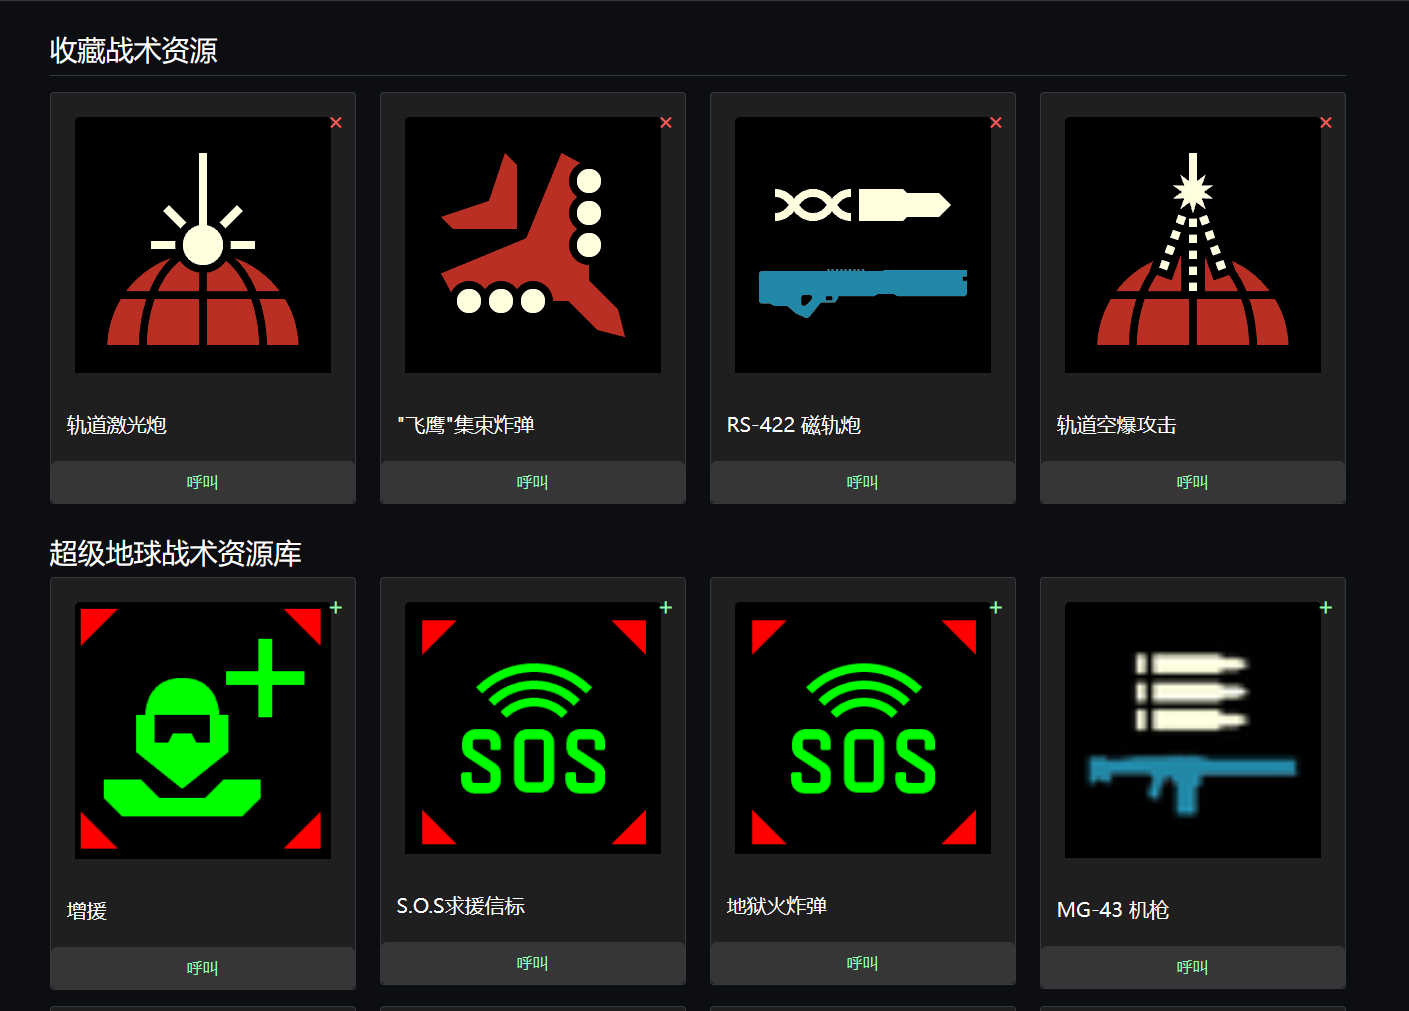 收藏战术资源
轨道激光炮
"飞鹰"集束炸弹
RS-422 磁轨炮
轨道空爆攻击
呼叫
呼叫
呼叫
呼叫
超级地球战术资源库
SOS
SOS
增援
S.O.S求援信标
地狱火炸弹
MG-43 机枪
呼叫
呼叫
呼叫
呼叫